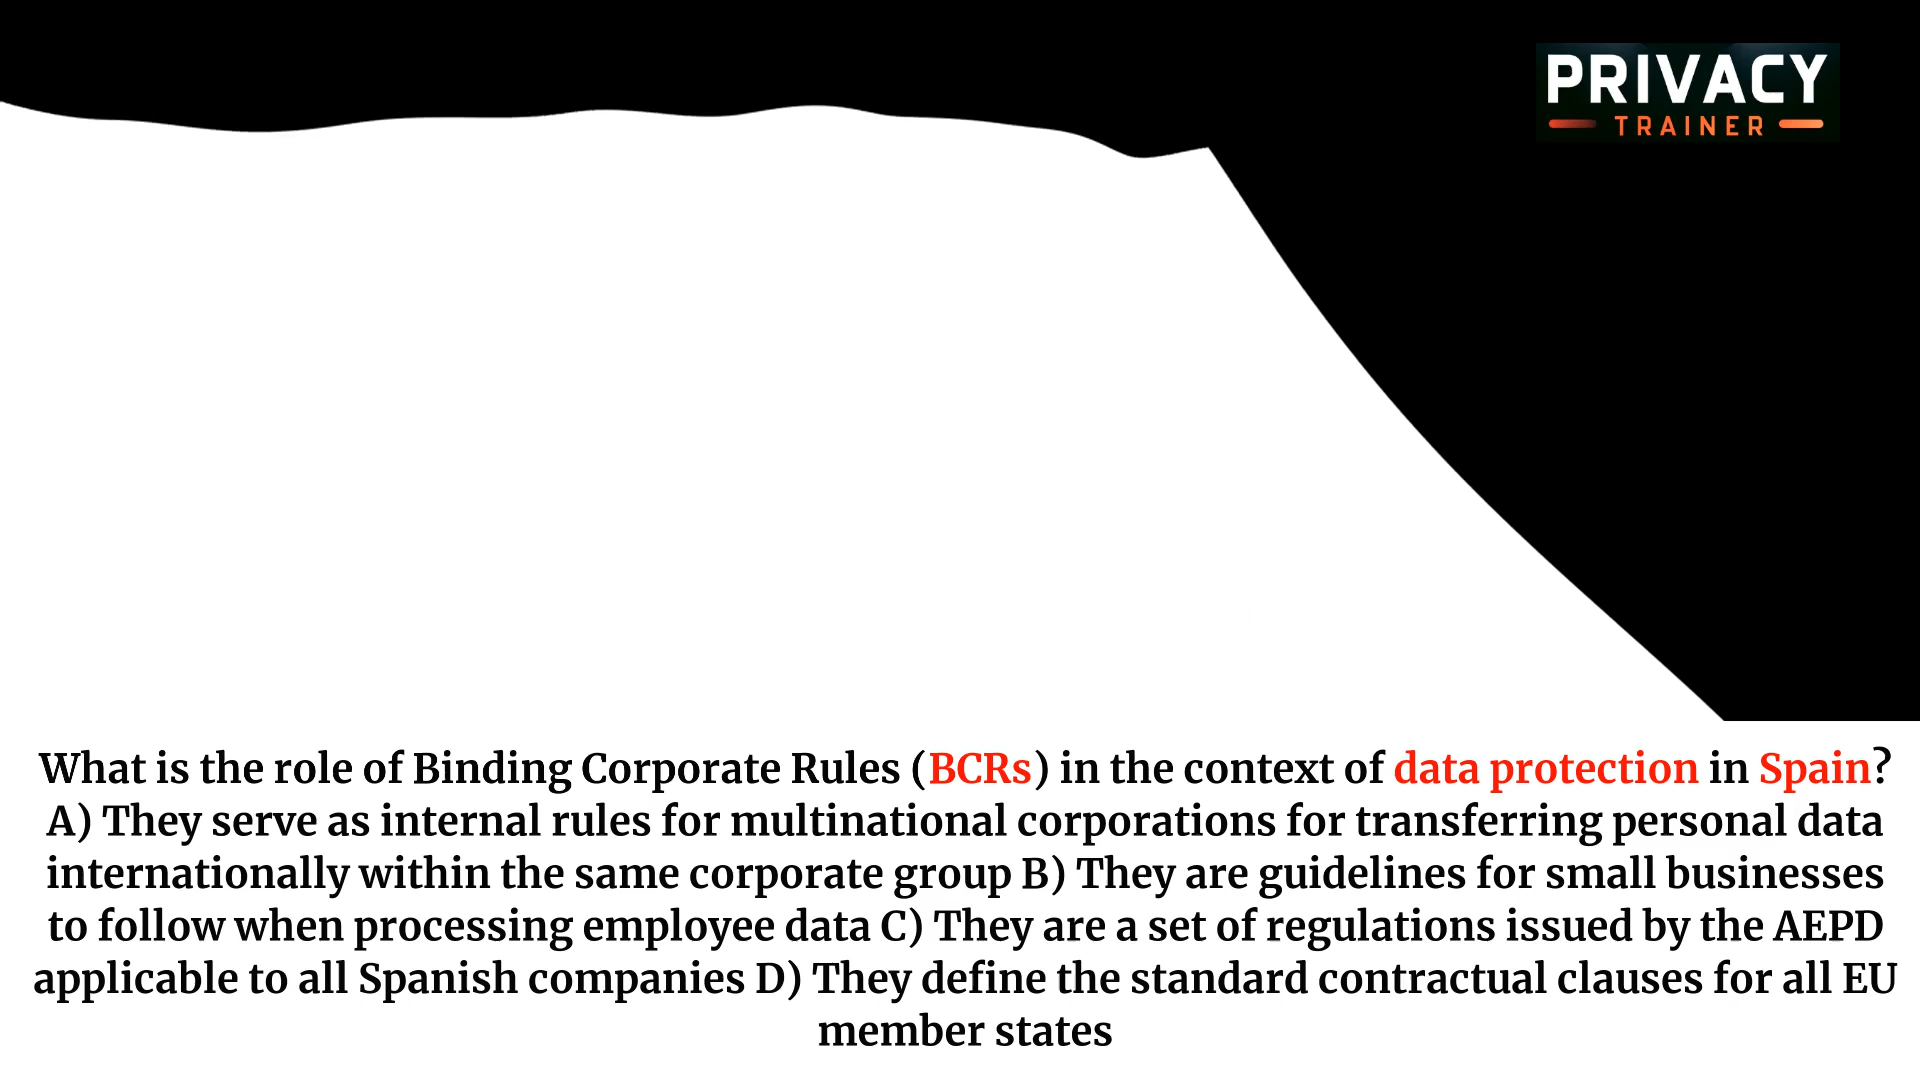 PRIVACY
TRAINER
What is the role of Binding Corporate Rules (BCRs) in the context of data protection in Spain?
A) They serve as internal rules for multinational corporations for transferring personal data
internationally within the same corporate group B) They are guidelines for small businesses
to follow when processing employee data C) They are a set of regulations issued by the AEPD
applicable to all Spanish companies D) They define the standard contractual clauses for all EU
member states